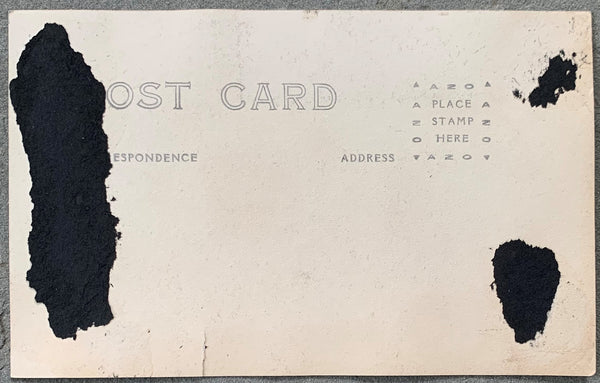 OST CARD
AZO
PLACE
STAMP
HERE
AZO
ESPONDENCE
ADDRESS